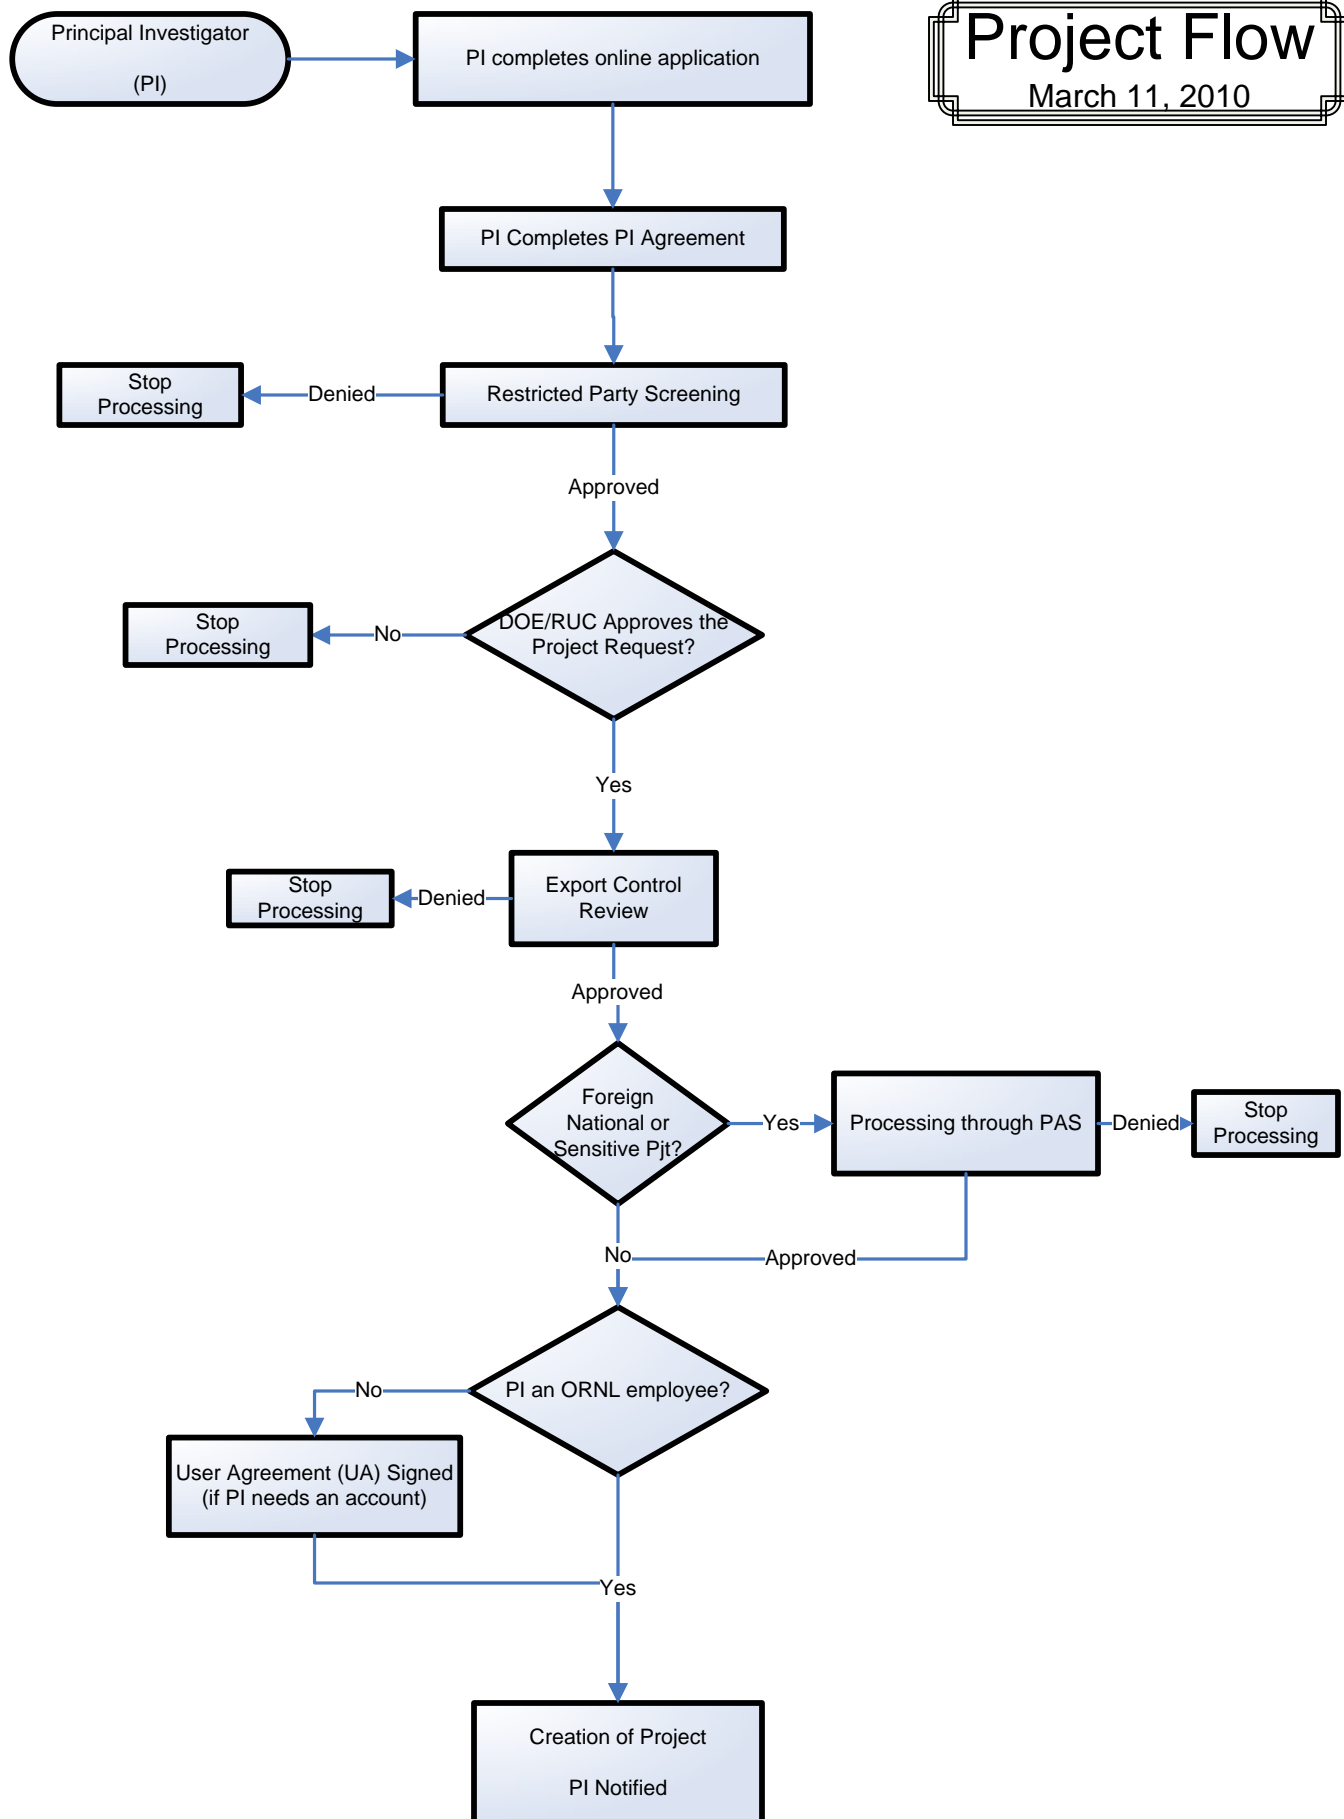 Principal Investigator
(PI)
PI completes online application
Project Flow
March 11, 2010
PI Completes PI Agreement
Stop
Processing
Denied
Restricted Party Screening
Approved
Stop
Processing
No
DOE/RUC Approves the
Project Request?
Yes
Stop
Processing
Denied
Export Control
Review
Approved
Foreign
National or
Sensitive Pjt?
Yes
Processing through PAS
Denied
Stop
Processing
No
Approved
PI an ORNL employee?
No
User Agreement (UA) Signed
(if PI needs an account)
Yes
Creation of Project
PI Notified